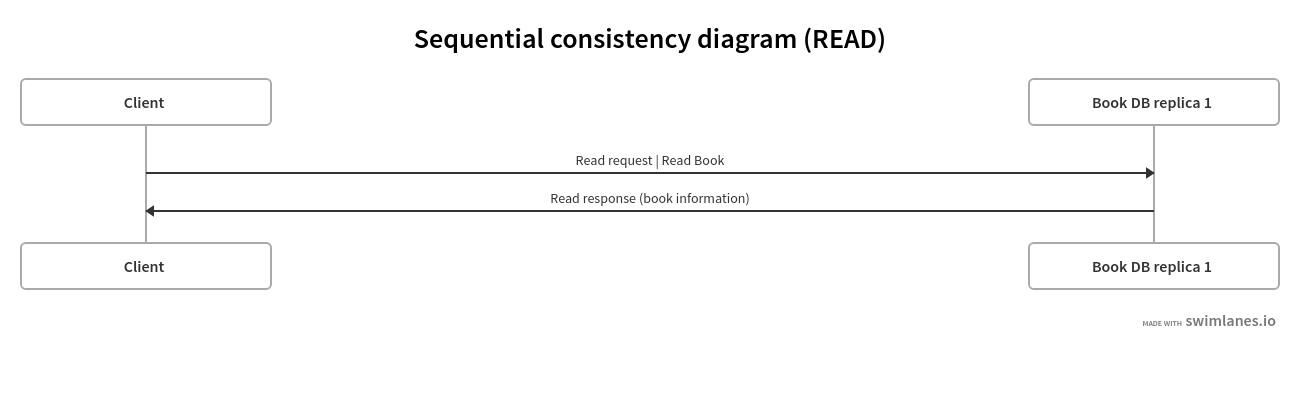 Sequential consistency diagram (READ)
Client
Book DB replica 1
Read request | Read Book
Read response (book information)
Client
Book DB replica 1
MADE WITH swimlanes.io